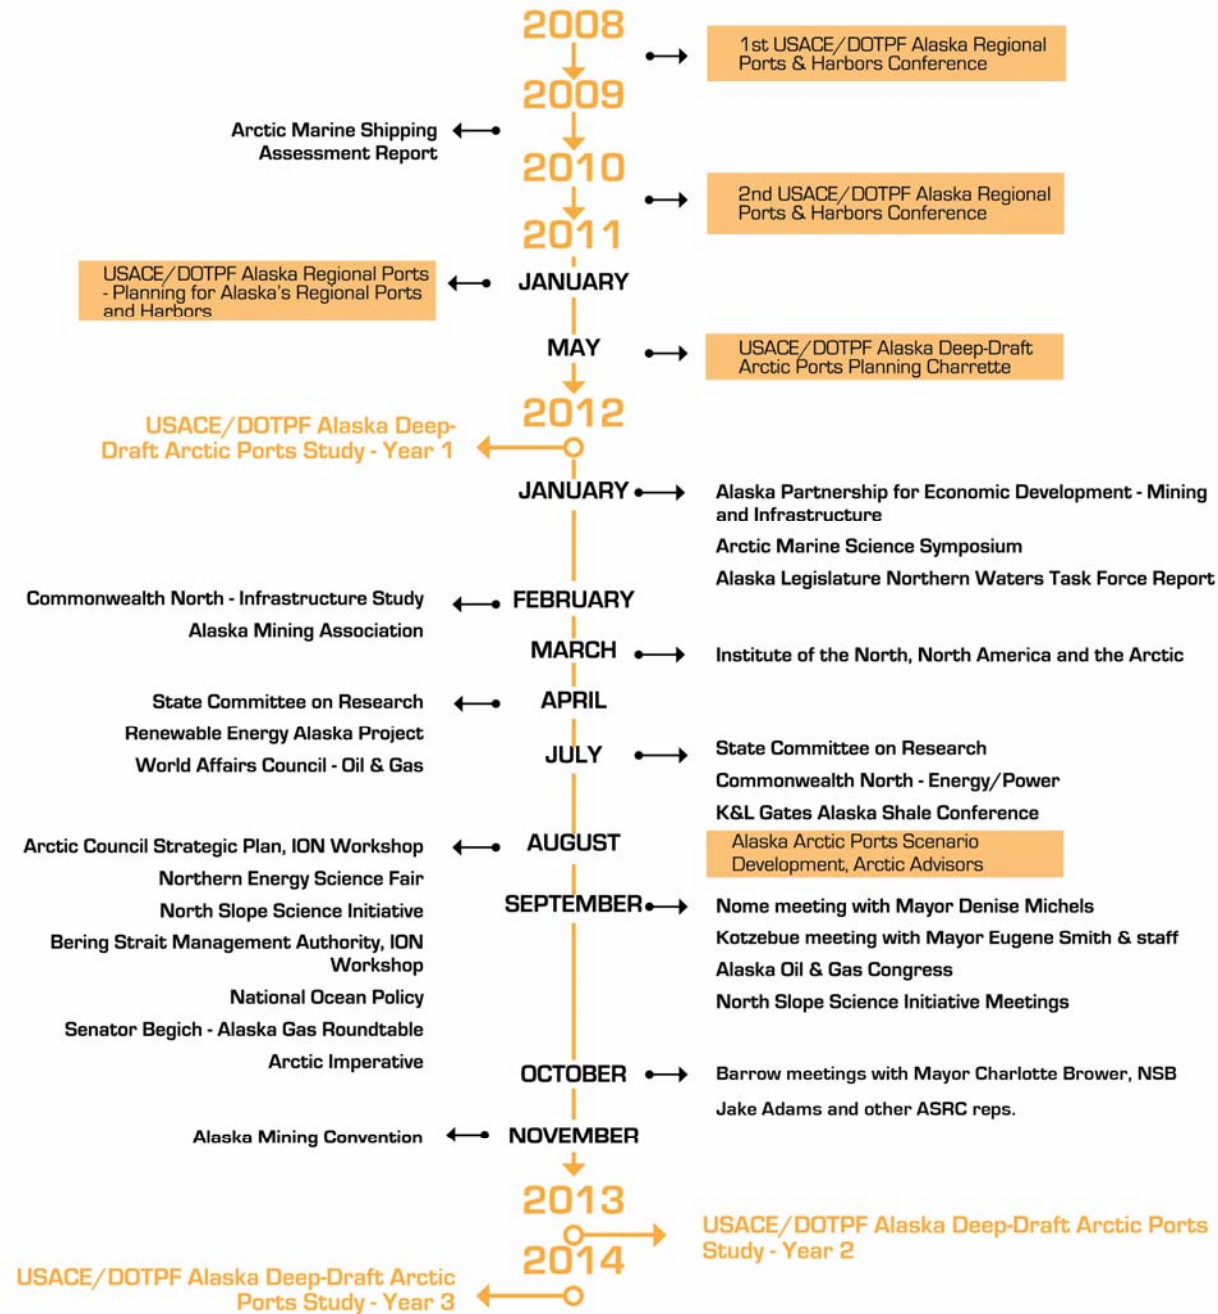 2008
1st USACE/DOTPF Alaska Regional
Ports & Harbors Conference
2009
Arctic Marine Shipping
Assessment Report
2010
2nd USACE/DOTPF Alaska Regional
Ports & Harbors Conference
2011
USACE/DOTPF Alaska Regional Ports
- Planning for Alaska's Regional Ports
and Harbors
JANUARY
MAY
USACE/DOTPF Alaska Deep-Draft
Arctic Ports Planning Charrette
2012
USACE/DOTPF Alaska Deep-
Draft Arctic Ports Study - Year 1
JANUARY
Alaska Partnership for Economic Development - Mining
and Infrastructure
Arctic Marine Science Symposium
Alaska Legislature Northern Waters Task Force Report
Commonwealth North - Infrastructure Study
Alaska Mining Association
FEBRUARY
MARCH
Institute of the North, North America and the Arctic
State Committee on Research
Renewable Energy Alaska Project
World Affairs Council - Oil & Gas
APRIL
JULY
State Committee on Research
Commonwealth North - Energy/Power
K&L Gates Alaska Shale Conference
Arctic Council Strategic Plan, ION Workshop
Northern Energy Science Fair
North Slope Science Initiative
Bering Strait Management Authority, ION
Workshop
National Ocean Policy
Senator Begich - Alaska Gas Roundtable
Arctic Imperative
AUGUST
Alaska Arctic Ports Scenario
Development, Arctic Advisors
SEPTEMBER
Nome meeting with Mayor Denise Michels
Kotzebue meeting with Mayor Eugene Smith & staff
Alaska Oil & Gas Congress
North Slope Science Initiative Meetings
OCTOBER
Barrow meetings with Mayor Charlotte Brower, NSB
Jake Adams and other ASRC reps.
Alaska Mining Convention
NOVEMBER
2013
USACE/DOTPF Alaska Deep-Draft Arctic Ports
Study - Year 2
2014
USACE/DOTPF Alaska Deep-Draft Arctic
Ports Study - Year 3